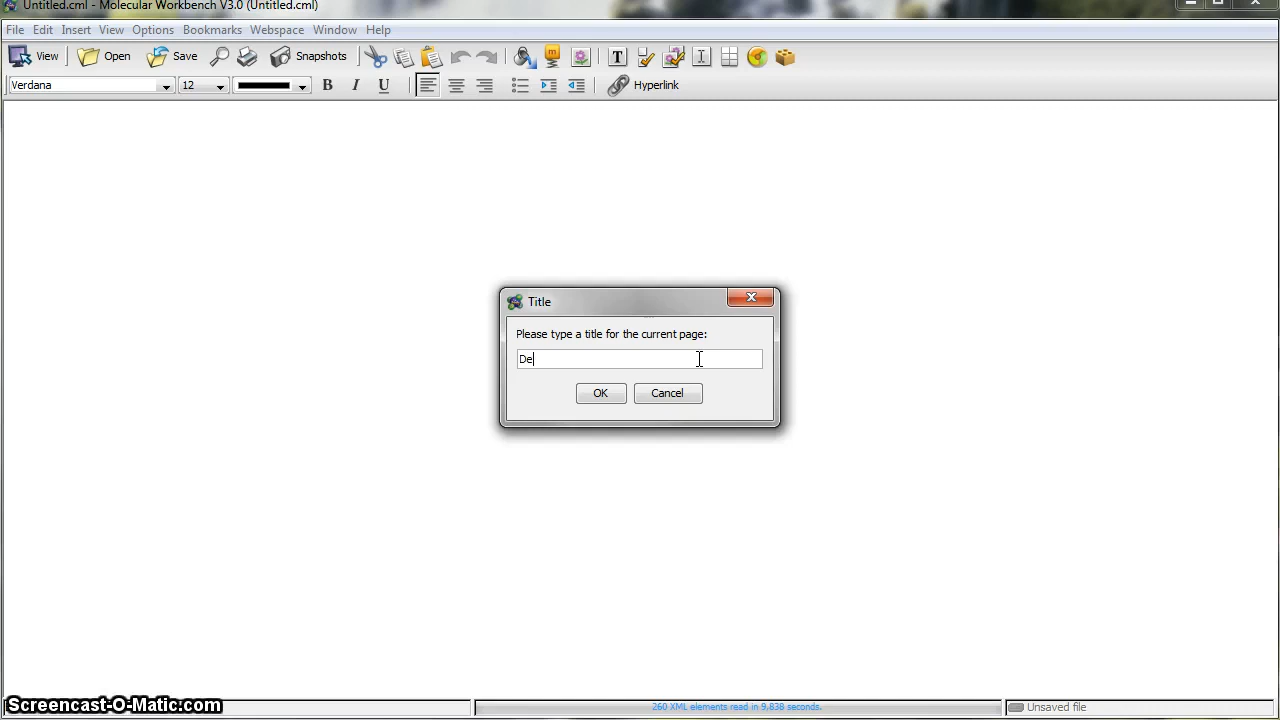 Untitled.cml - Molecular Workbench V3.0 (Untitled.cml)
File Edit Insert View Options Bookmarks Webspace Window Help
View Open Save Snapshots T
Verdana 12 B I U Hyperlink
Title
Please type a title for the current page:
De
OK Cancel
Screencast-O-Matic.com
260 XML elements read in 9.838 seconds.
Unsaved file